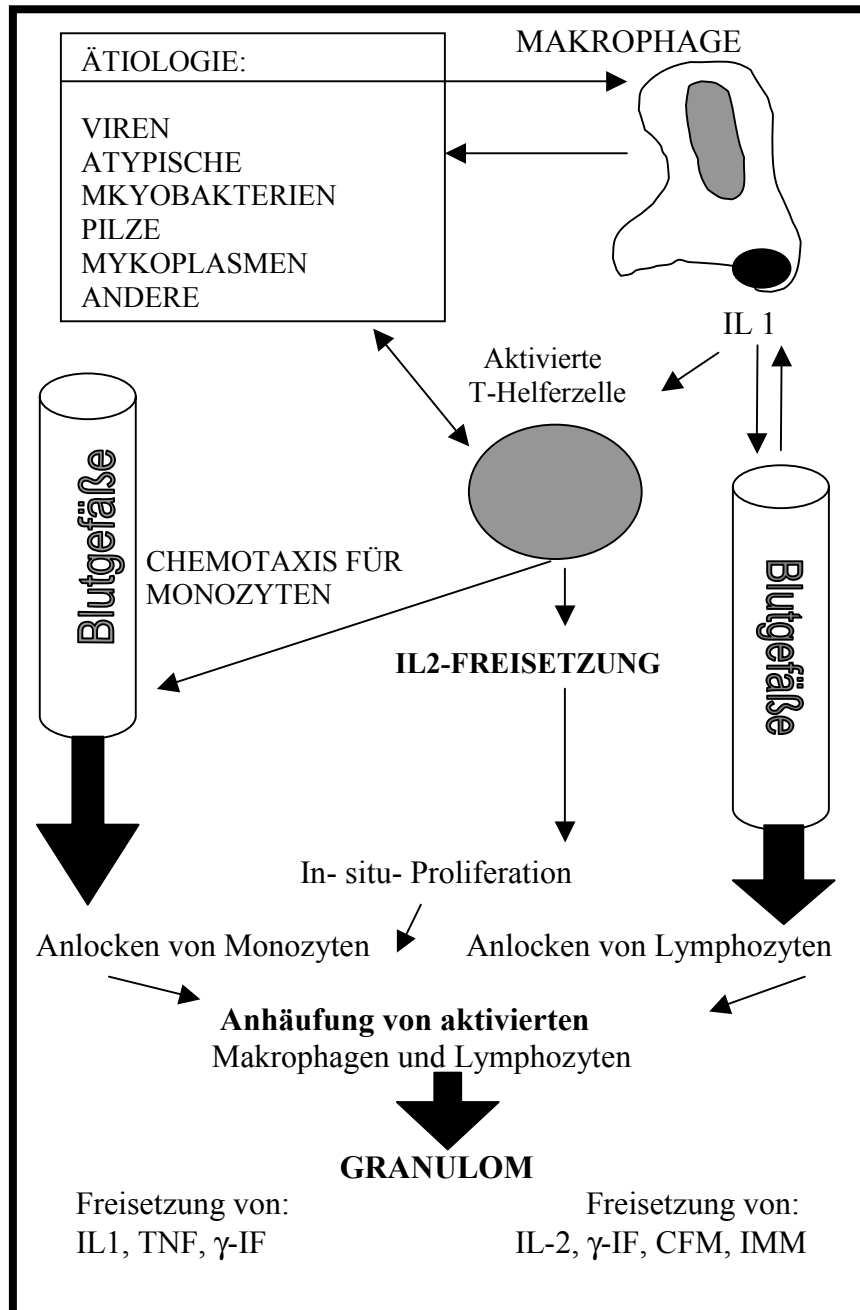 MAKROPHAGE
ÄTIOLOGIE:
VIREN
ATYPISCHE
MKYOBAKTERIEN
PILZE
MYKOPLASMEN
ANDERE
IL 1
Aktivierte
T-Helferzelle
Blutgefäße
CHEMOTAXIS FÜR
MONOZYTEN
Blutgefäße
IL2-FREISETZUNG
In- situ- Proliferation
Anlocken von Monozyten
Anlocken von Lymphozyten
Anhäufung von aktivierten
Makrophagen und Lymphozyten
GRANULOM
Freisetzung von:
IL1, TNF, γ-IF
Freisetzung von:
IL-2, γ-IF, CFM, IMM